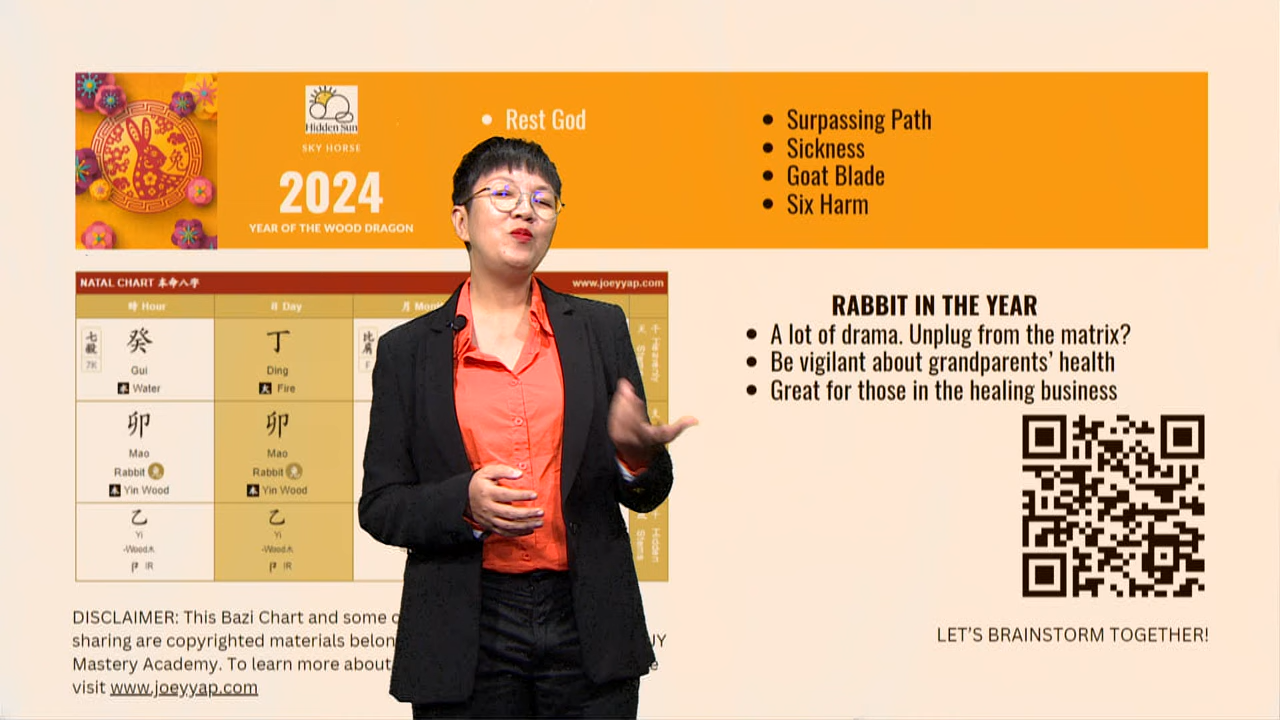 Hidden Sun
SKY HORSE
2024
YEAR OF THE WOOD DRAGON
• Rest God
• Surpassing Path
• Sickness
• Goat Blade
• Six Harm
NATAL CHART 本命八字
www.joeyyap.com
時 Hour
日 Day
月 Mont
七殺
7K
癸
Gui
Water
丁
Ding
Fire
比肩
F
卯
Mao
Rabbit
木 Yin Wood
卯
Mao
Rabbit
木 Yin Wood
乙
Yi
-Wood木
卩 IR
乙
Yi
-Wood木
卩 IR
RABBIT IN THE YEAR
• A lot of drama. Unplug from the matrix?
• Be vigilant about grandparents’ health
• Great for those in the healing business
LET’S BRAINSTORM TOGETHER!
DISCLAIMER: This Bazi Chart and some
sharing are copyrighted materials belon
Mastery Academy. To learn more about
visit www.joeyyap.com